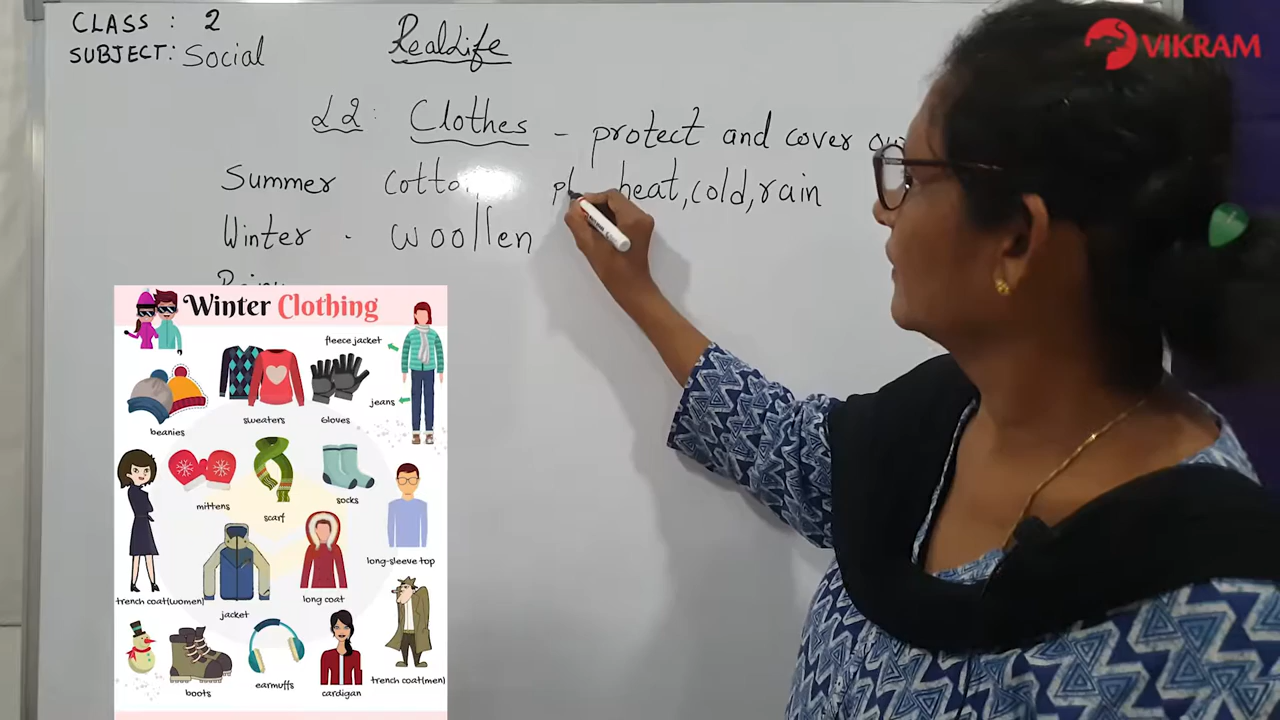 CLASS : 2
SUBJECT: Social
RealLife
VIKRAM
L2: Clothes - protect and cover
Summer heat, cold, rain
Winter - woollen
Winter Clothing
fleece jacket
jeans
beanies
sweaters
Gloves
mittens
scarf
socks
long-sleeve top
trench coat(women)
jacket
long coat
boots
earmuffs
cardigan
trench coat(men)